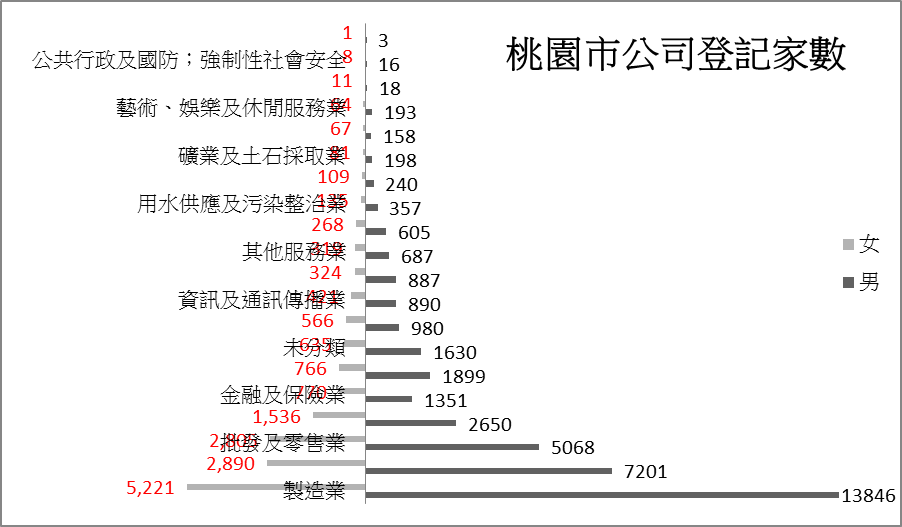 桃園市公司登記家數
1 3
公共行政及國防；強制性社會安全 8 16
11 18
藝術、娛樂及休閒服務業 193
67 158
礦業及土石採取業 198
109 240
用水供應及污染整治業 357
268 605
其他服務業 687
324 887
資訊及通訊傳播業 890
566 980
未分類 1630
766 1899
金融及保險業 770 1351
1,536 2650
批發及零售業 5068
2,890 7201
5,221 製造業 13846
女
男